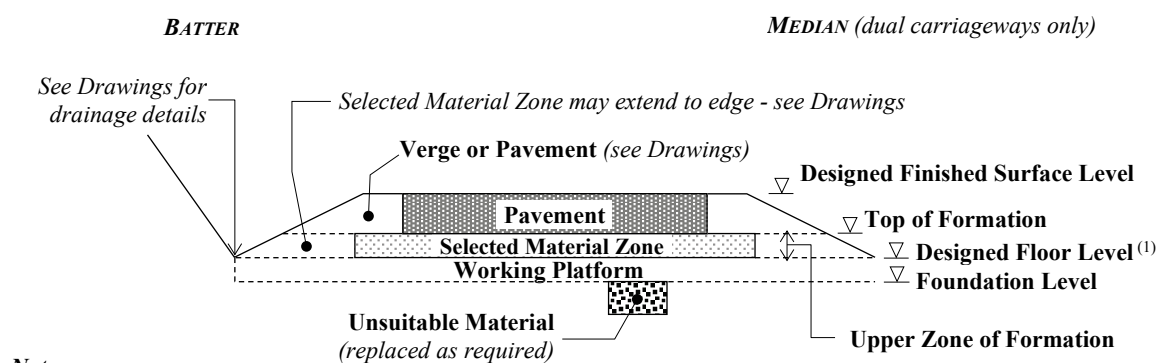 BATTER
MEDIAN (dual carriageways only)
See Drawings for
drainage details
Selected Material Zone may extend to edge - see Drawings
Verge or Pavement (see Drawings)
Designed Finished Surface Level
Pavement
Top of Formation
Selected Material Zone
Designed Floor Level (1)
Working Platform
Foundation Level
Unsuitable Material
(replaced as required)
Upper Zone of Formation